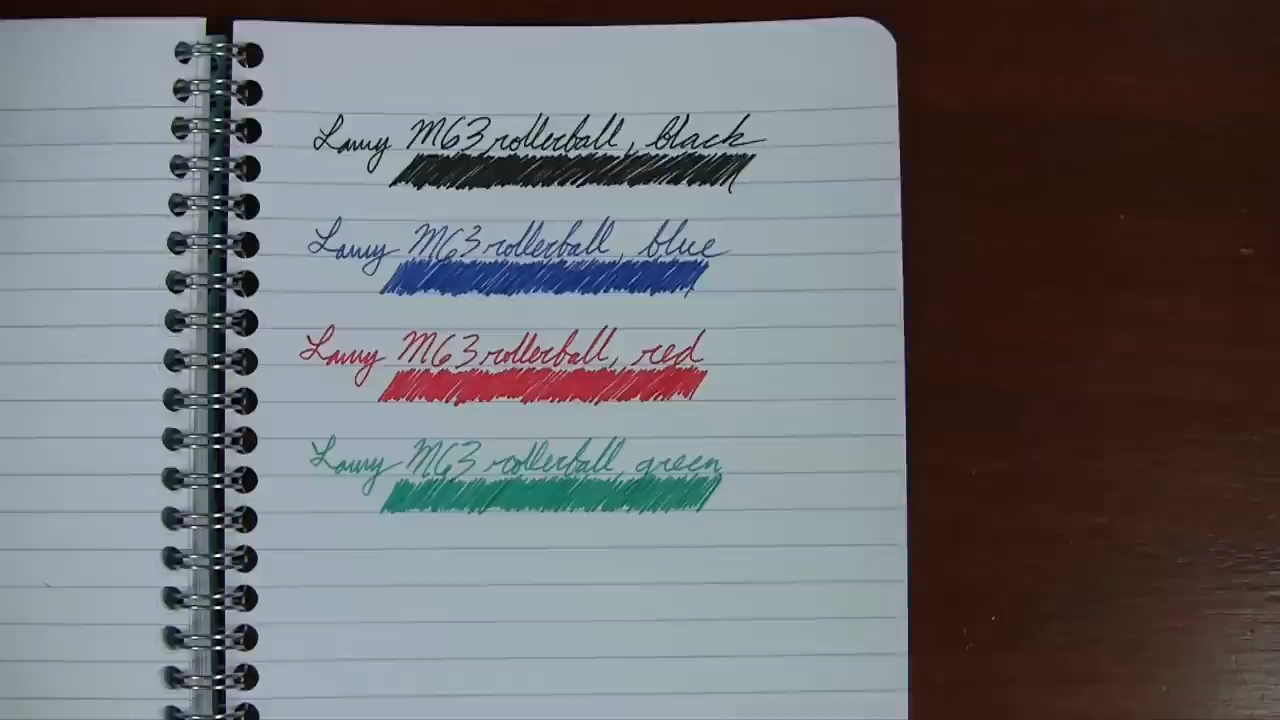 Lamy M63 rollerball, black
Lamy M63 rollerball, blue
Lamy M63 rollerball, red
Lamy M63 rollerball, green